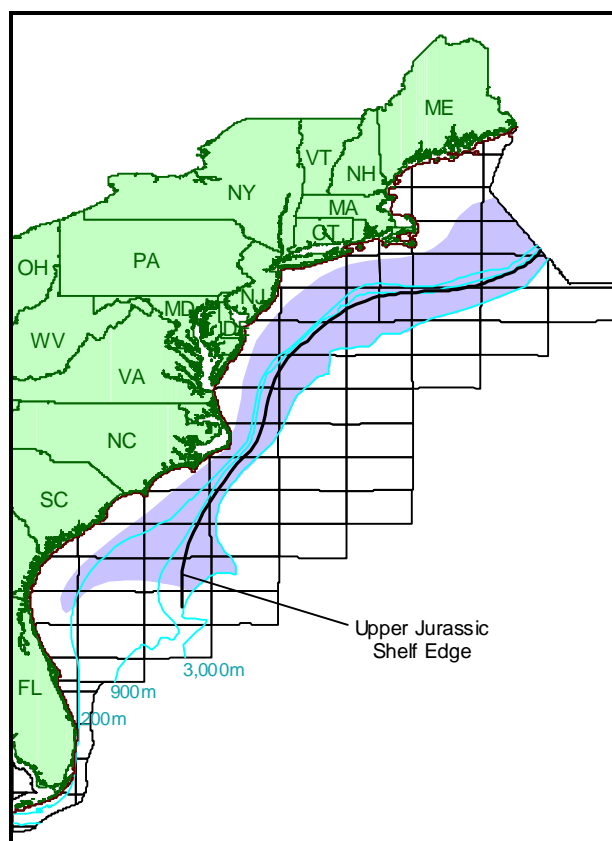 ME
VT
NH
NY
MA
CT
OH
PA
NJ
MD
DE
WV
VA
NC
SC
Upper Jurassic
Shelf Edge
3,000m
FL
900m
200m